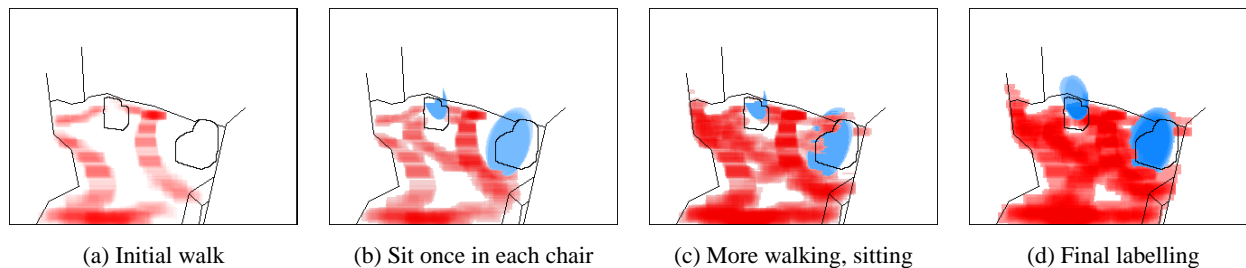 (a) Initial walk
(b) Sit once in each chair
(c) More walking, sitting
(d) Final labelling